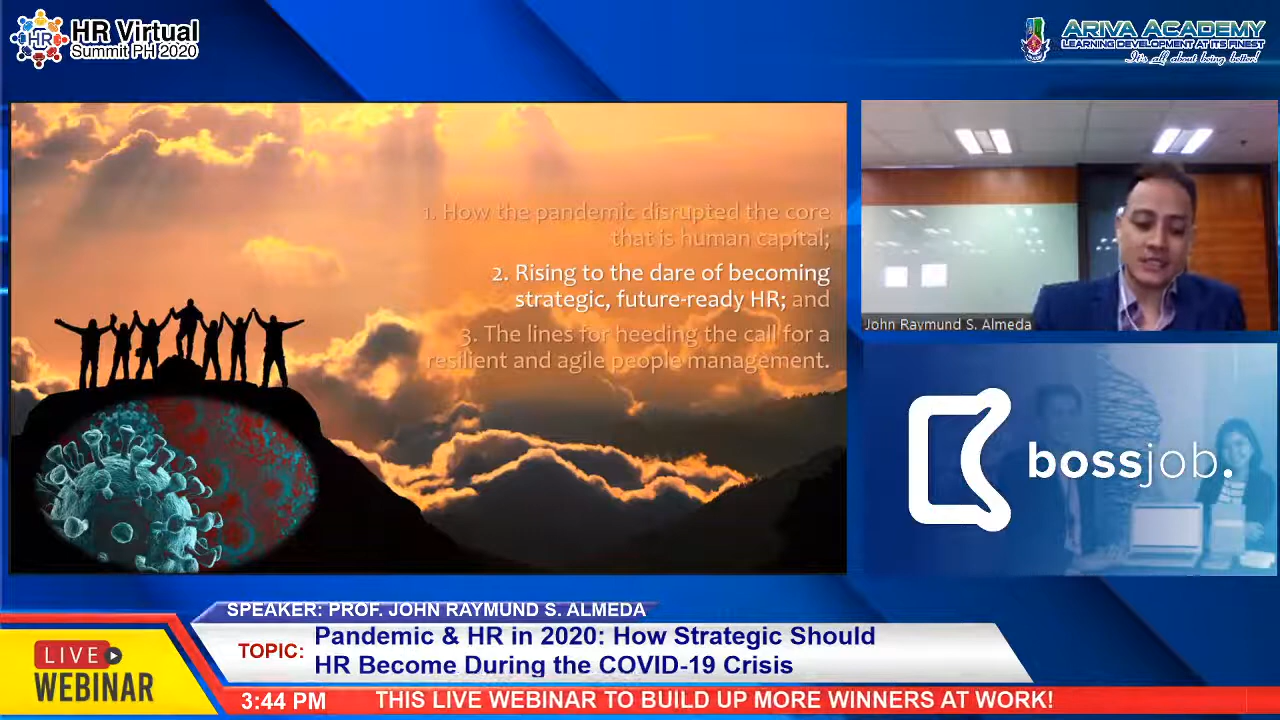 HR Virtual
Summit PH 2020
HR
ARIVA ACADEMY
LEARNING DEVELOPMENT AT ITS FINEST
It's all about being better!
1. How the pandemic disrupted the core
that is human capital;
2. Rising to the dare of becoming
strategic, future-ready HR; and
3. The lines for heeding the call for a
resilient and agile people management.
John Raymund S. Almeda
bossjob.
SPEAKER: PROF. JOHN RAYMUND S. ALMEDA
TOPIC:
Pandemic & HR in 2020: How Strategic Should
HR Become During the COVID-19 Crisis
LIVE
WEBINAR
3:44 PM
THIS LIVE WEBINAR TO BUILD UP MORE WINNERS AT WORK!